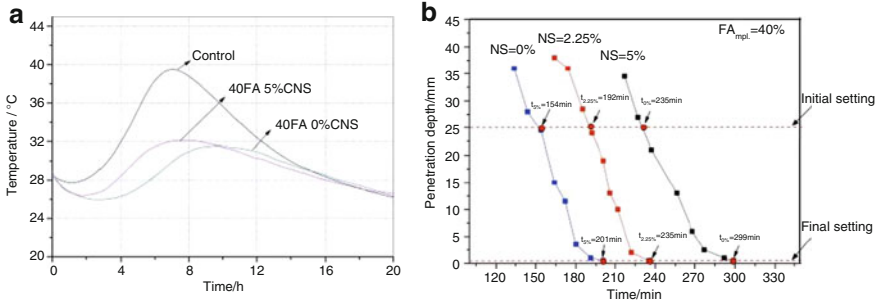 a
44
40
36
32
28
24
20
Temperature / °C
Control
40FA 5%CNS
40FA 0%CNS
0
4
8
12
16
20
Time/h
b
45
40
35
30
25
20
15
10
5
0
Penetration depth/mm
NS=0%
NS=2.25%
NS=5%
FAmpl.=40%
t5%=154min
t2.25%=192min
t0%=235min
Initial setting
t5%=201min
t2.25%=235min
t0%=299min
Final setting
120
150
180
210
240
270
300
330
Time/min